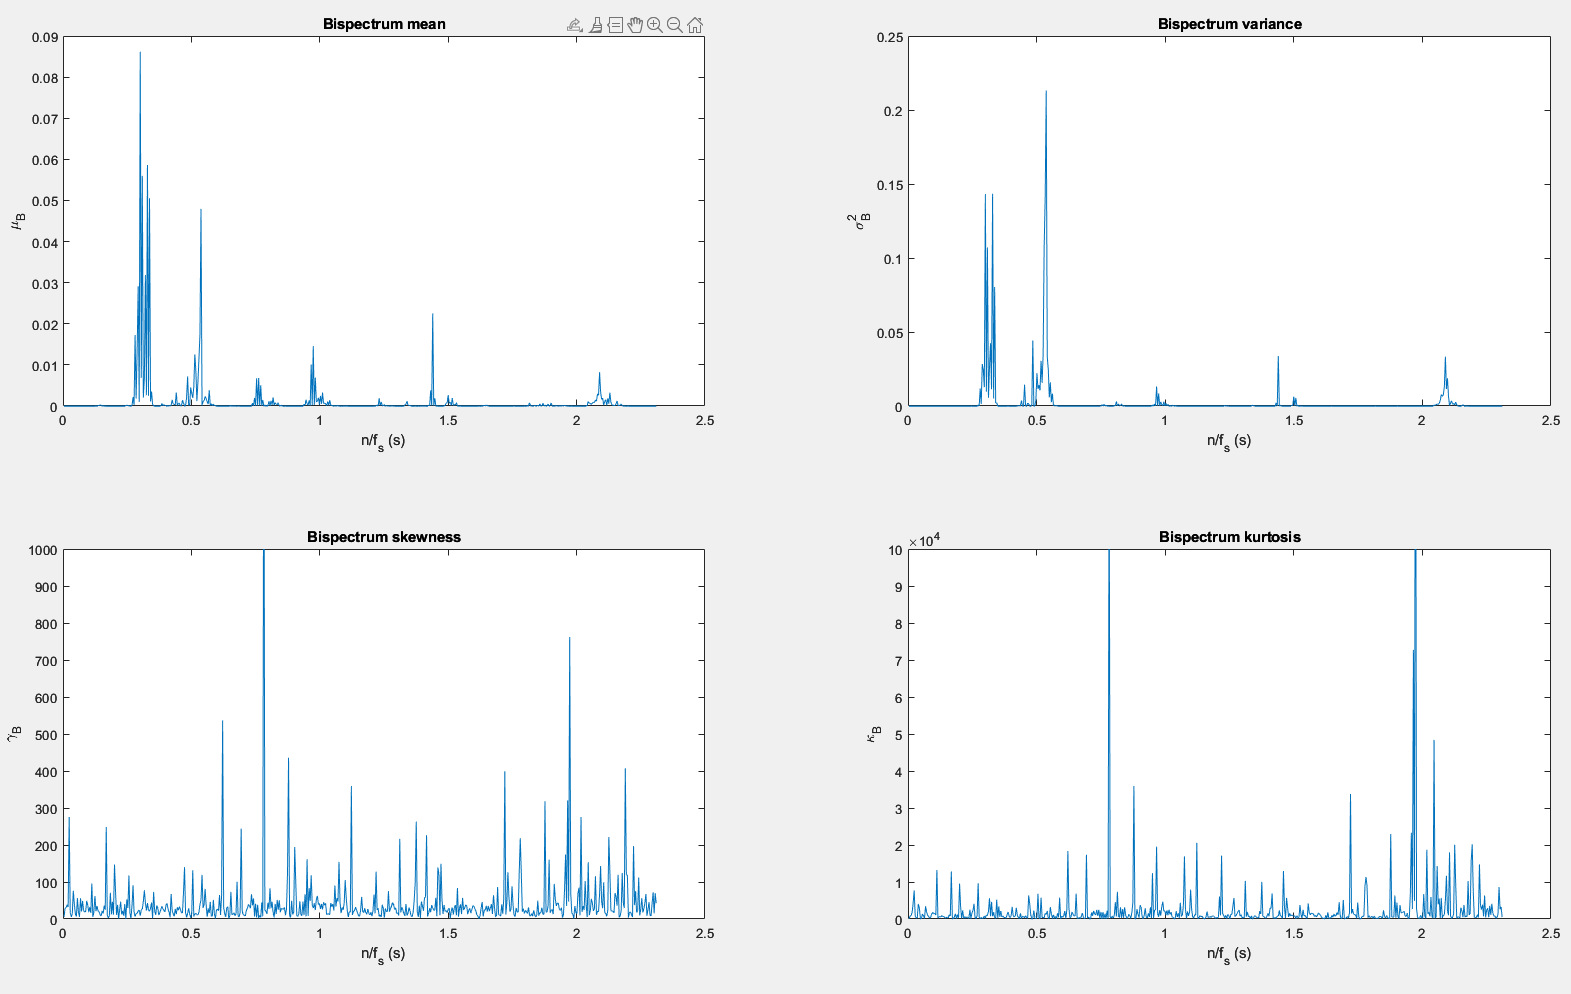 Bispectrum mean
0.09
0.08
0.07
0.06
0.05
0.04
0.03
0.02
0.01
0
μB
0 0.5 1 1.5 2 2.5
n/fs (s)
Bispectrum variance
0.25
0.2
0.15
0.1
0.05
0
σB2
0 0.5 1 1.5 2 2.5
n/fs (s)
Bispectrum skewness
1000
900
800
700
600
500
400
300
200
100
0
γB
0 0.5 1 1.5 2 2.5
n/fs (s)
Bispectrum kurtosis
×104
10
9
8
7
6
5
4
3
2
1
0
κB
0 0.5 1 1.5 2 2.5
n/fs (s)